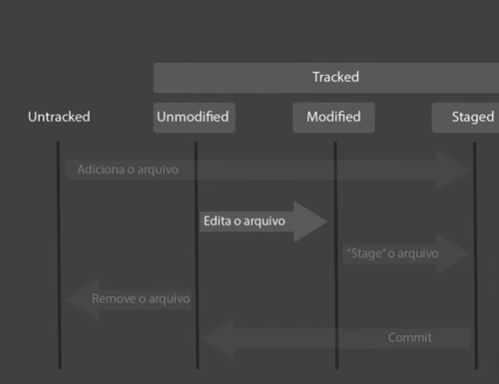 Tracked
Untracked
Unmodified
Modified
Staged
Adiciona o arquivo
Edita o arquivo
"Stage" o arquivo
Remove o arquivo
Commit